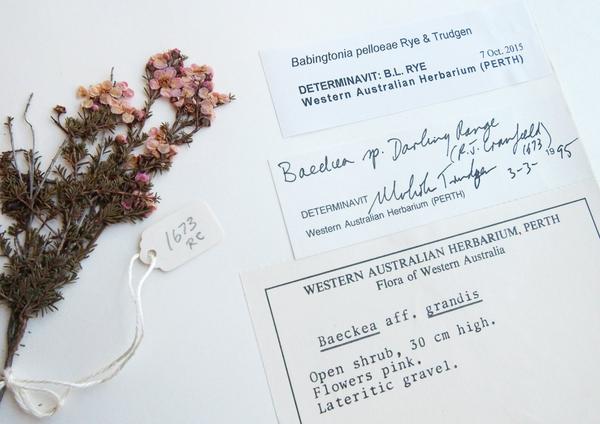 Babingtonia pelloeae Rye & Trudgen
7 Oct. 2015
DETERMINAVIT: B.L. RYE
Western Australian Herbarium (PERTH)
Baeckea sp. Darling Range
(R.J. Cranfield
1673)
DETERMINAVIT Trudgen 3-3- 1995
Western Australian Herbarium (PERTH)
1673
RC
WESTERN AUSTRALIAN HERBARIUM, PERTH
Flora of Western Australia
Baeckea aff. grandis
Open shrub, 30 cm high.
Flowers pink.
Lateritic gravel.